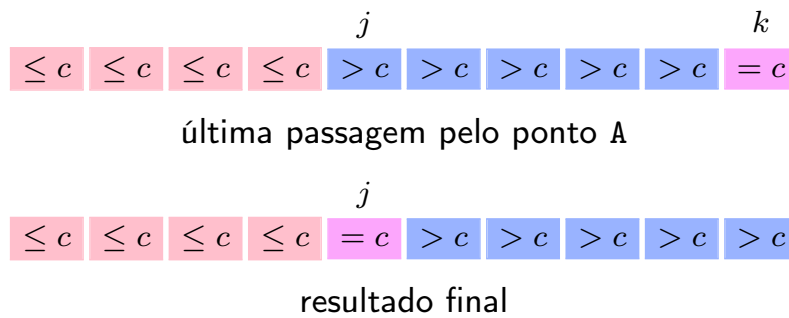 j k
≤ c ≤ c ≤ c ≤ c > c > c > c > c > c = c
última passagem pelo ponto A
j
≤ c ≤ c ≤ c ≤ c = c > c > c > c > c > c
resultado final